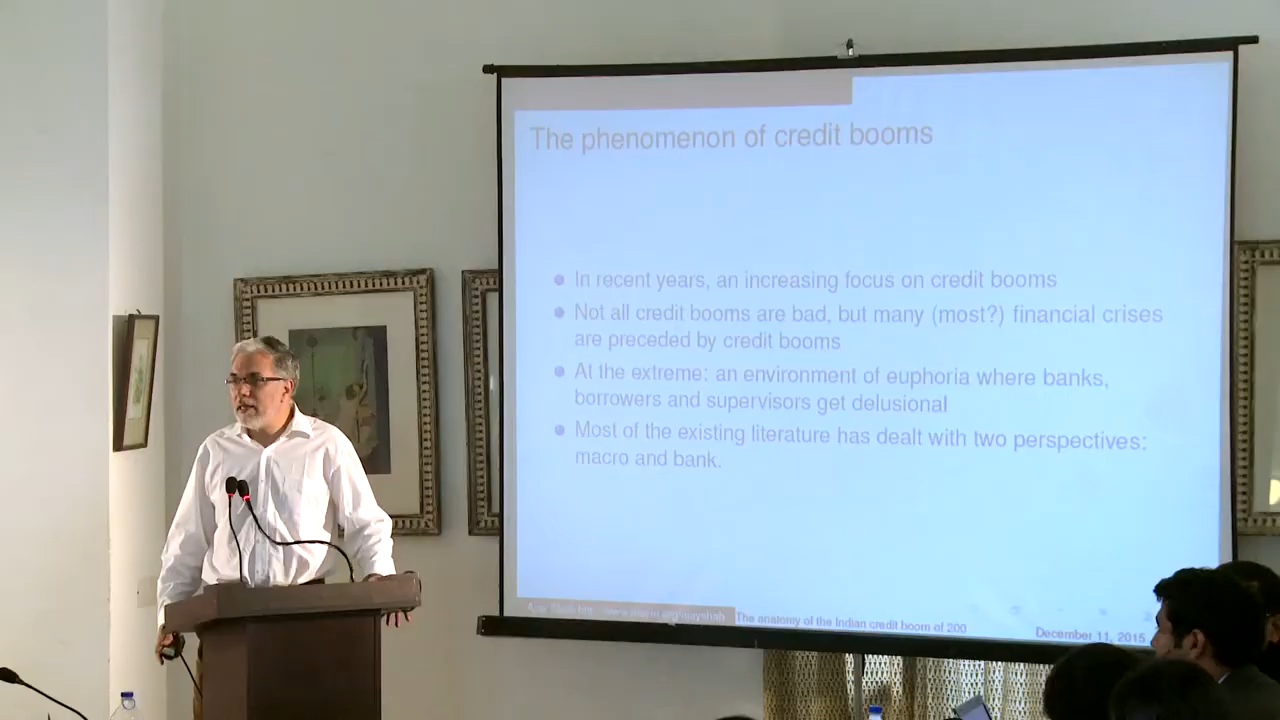 The phenomenon of credit booms
In recent years, an increasing focus on credit booms
Not all credit booms are bad, but many (most?) financial crises
are preceded by credit booms
At the extreme: an environment of euphoria where banks,
borrowers and supervisors get delusional
Most of the existing literature has dealt with two perspectives:
macro and bank.
The anatomy of the Indian credit boom of 200
December 11, 2015